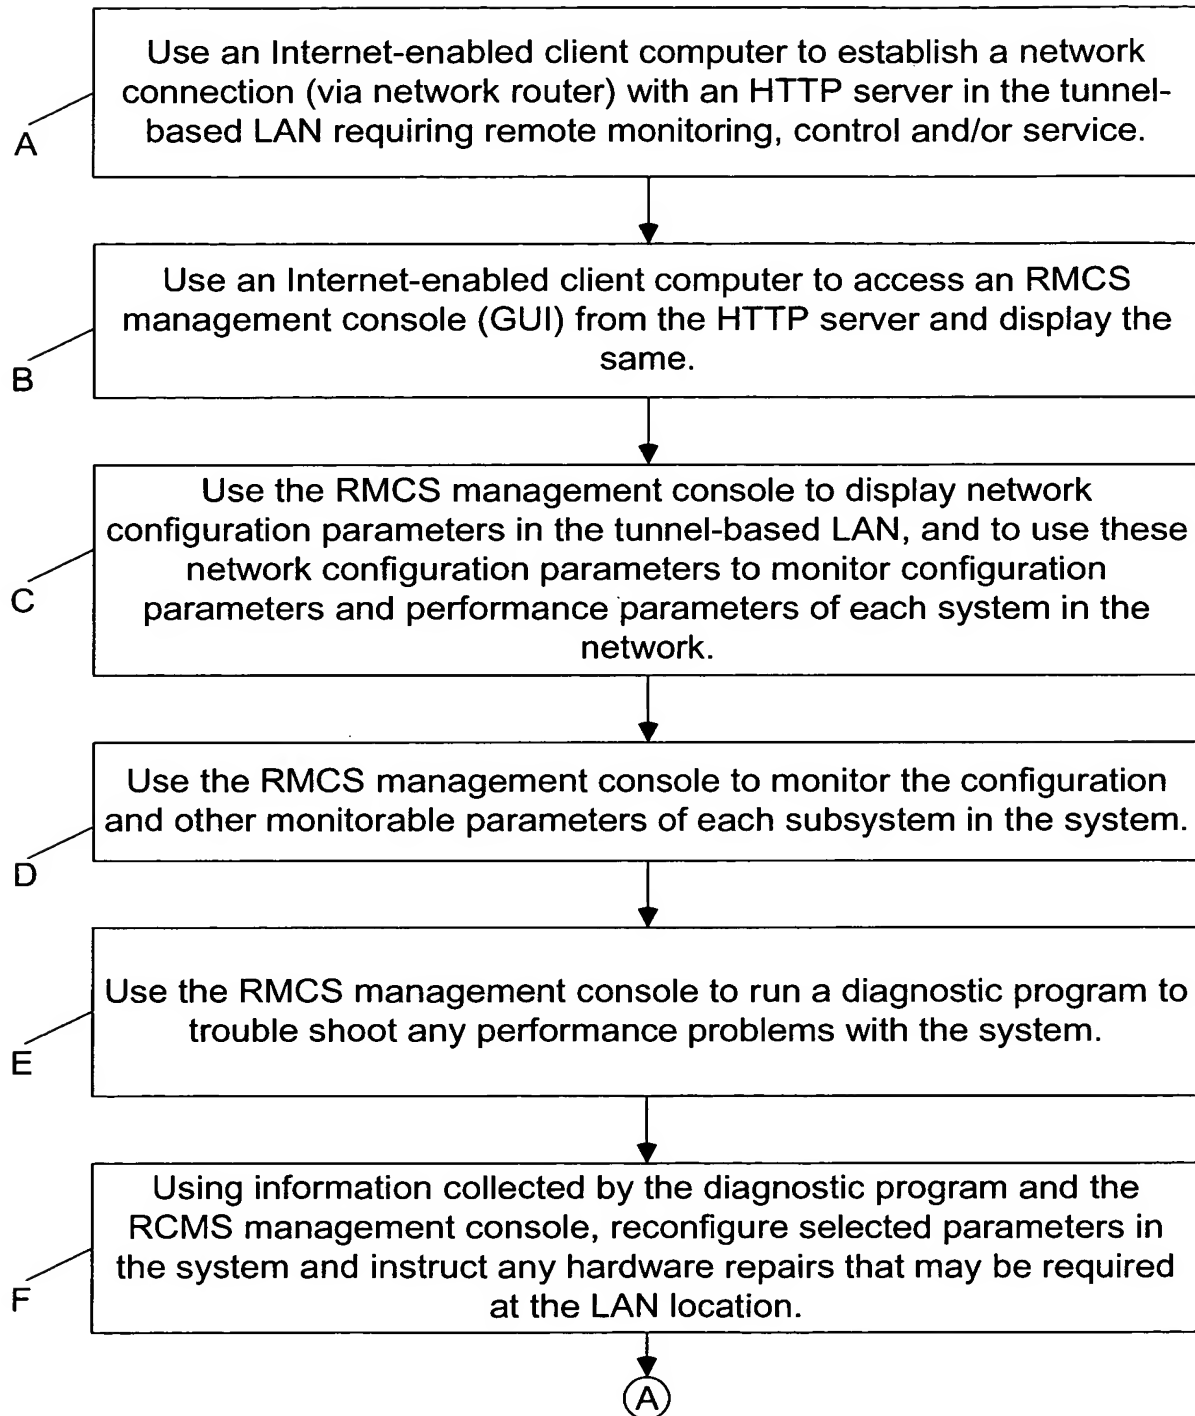 Use an Internet-enabled client computer to establish a network
connection (via network router) with an HTTP server in the tunnel-
based LAN requiring remote monitoring, control and/or service.
A
Use an Internet-enabled client computer to access an RMCS
management console (GUI) from the HTTP server and display the
same.
B
Use the RMCS management console to display network
configuration parameters in the tunnel-based LAN, and to use these
network configuration parameters to monitor configuration
parameters and performance parameters of each system in the
network.
C
Use the RMCS management console to monitor the configuration
and other monitorable parameters of each subsystem in the system.
D
Use the RMCS management console to run a diagnostic program to
trouble shoot any performance problems with the system.
E
Using information collected by the diagnostic program and the
RCMS management console, reconfigure selected parameters in
the system and instruct any hardware repairs that may be required
at the LAN location.
F
A